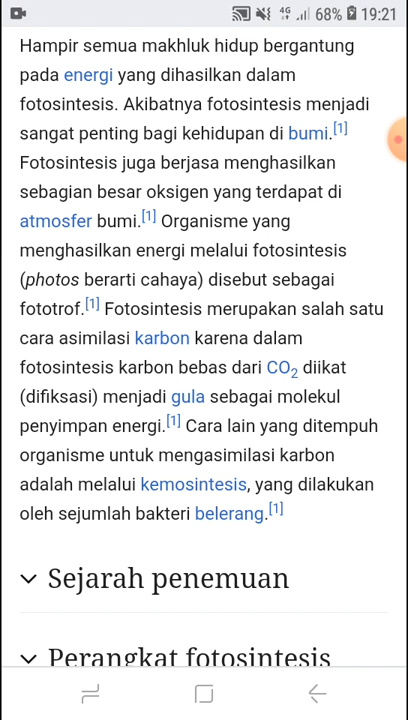 4G 68% 19:21
Hampir semua makhluk hidup bergantung
pada energi yang dihasilkan dalam
fotosintesis. Akibatnya fotosintesis menjadi
sangat penting bagi kehidupan di bumi.[1]
Fotosintesis juga berjasa menghasilkan
sebagian besar oksigen yang terdapat di
atmosfer bumi.[1] Organisme yang
menghasilkan energi melalui fotosintesis
(photos berarti cahaya) disebut sebagai
fototrof.[1] Fotosintesis merupakan salah satu
cara asimilasi karbon karena dalam
fotosintesis karbon bebas dari CO₂ diikat
(difiksasi) menjadi gula sebagai molekul
penyimpan energi.[1] Cara lain yang ditempuh
organisme untuk mengasimilasi karbon
adalah melalui kemosintesis, yang dilakukan
oleh sejumlah bakteri belerang.[1]
Sejarah penemuan
Perangkat fotosintesis